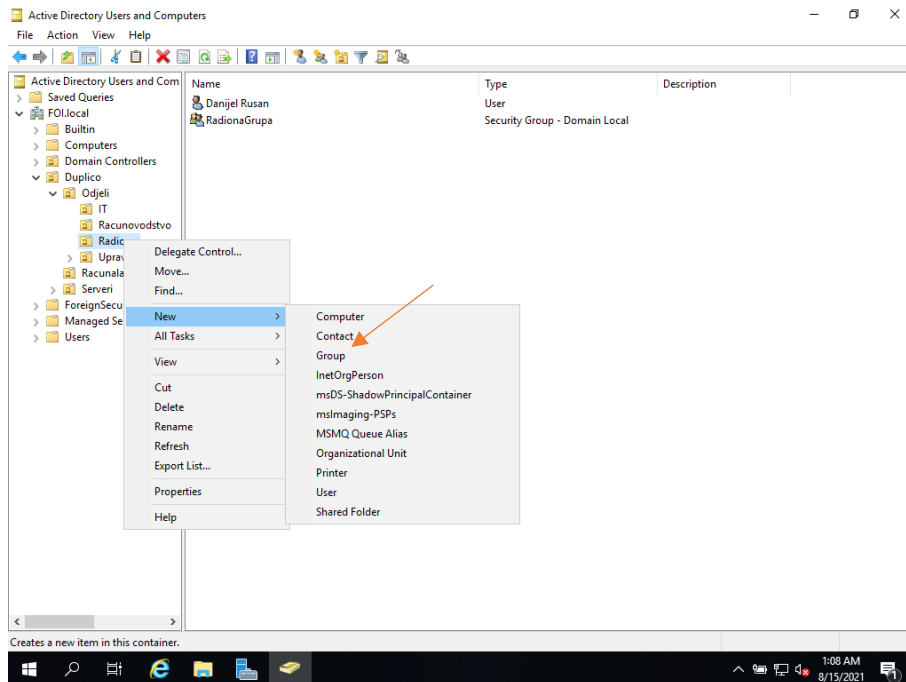 Active Directory Users and Computers
File Action View Help
Active Directory Users and Com
Saved Queries
FOI.local
Builtin
Computers
Domain Controllers
Duplico
Odjeli
IT
Racunovodstvo
Radic
Uprav
Racunala
Serveri
ForeignSecu
Managed Se
Users
Name Type Description
Danijel Rusan User
RadionaGrupa Security Group - Domain Local
Delegate Control...
Move...
Find...
New
All Tasks
View
Cut
Delete
Rename
Refresh
Export List...
Properties
Help
Computer
Contact
Group
InetOrgPerson
msDS-ShadowPrincipalContainer
msImaging-PSPs
MSMQ Queue Alias
Organizational Unit
Printer
User
Shared Folder
Creates a new item in this container.
1:08 AM
8/15/2021
1